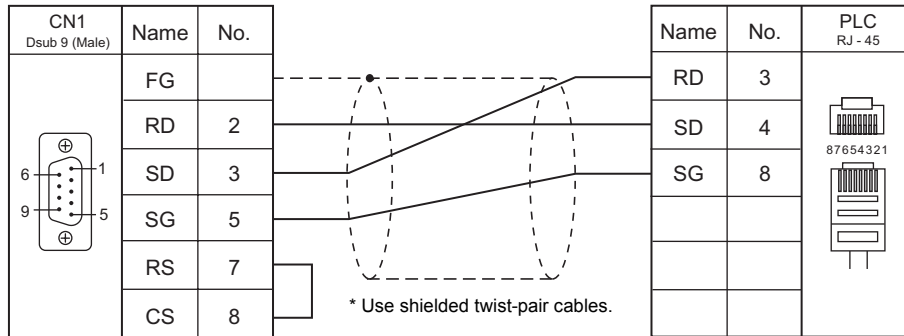 CN1
Dsub 9 (Male)
Name No.
FG
RD 2
SD 3
SG 5
RS 7
CS 8
6
9
1
5
* Use shielded twist-pair cables.
Name No.
RD 3
SD 4
SG 8
PLC
RJ - 45
87654321